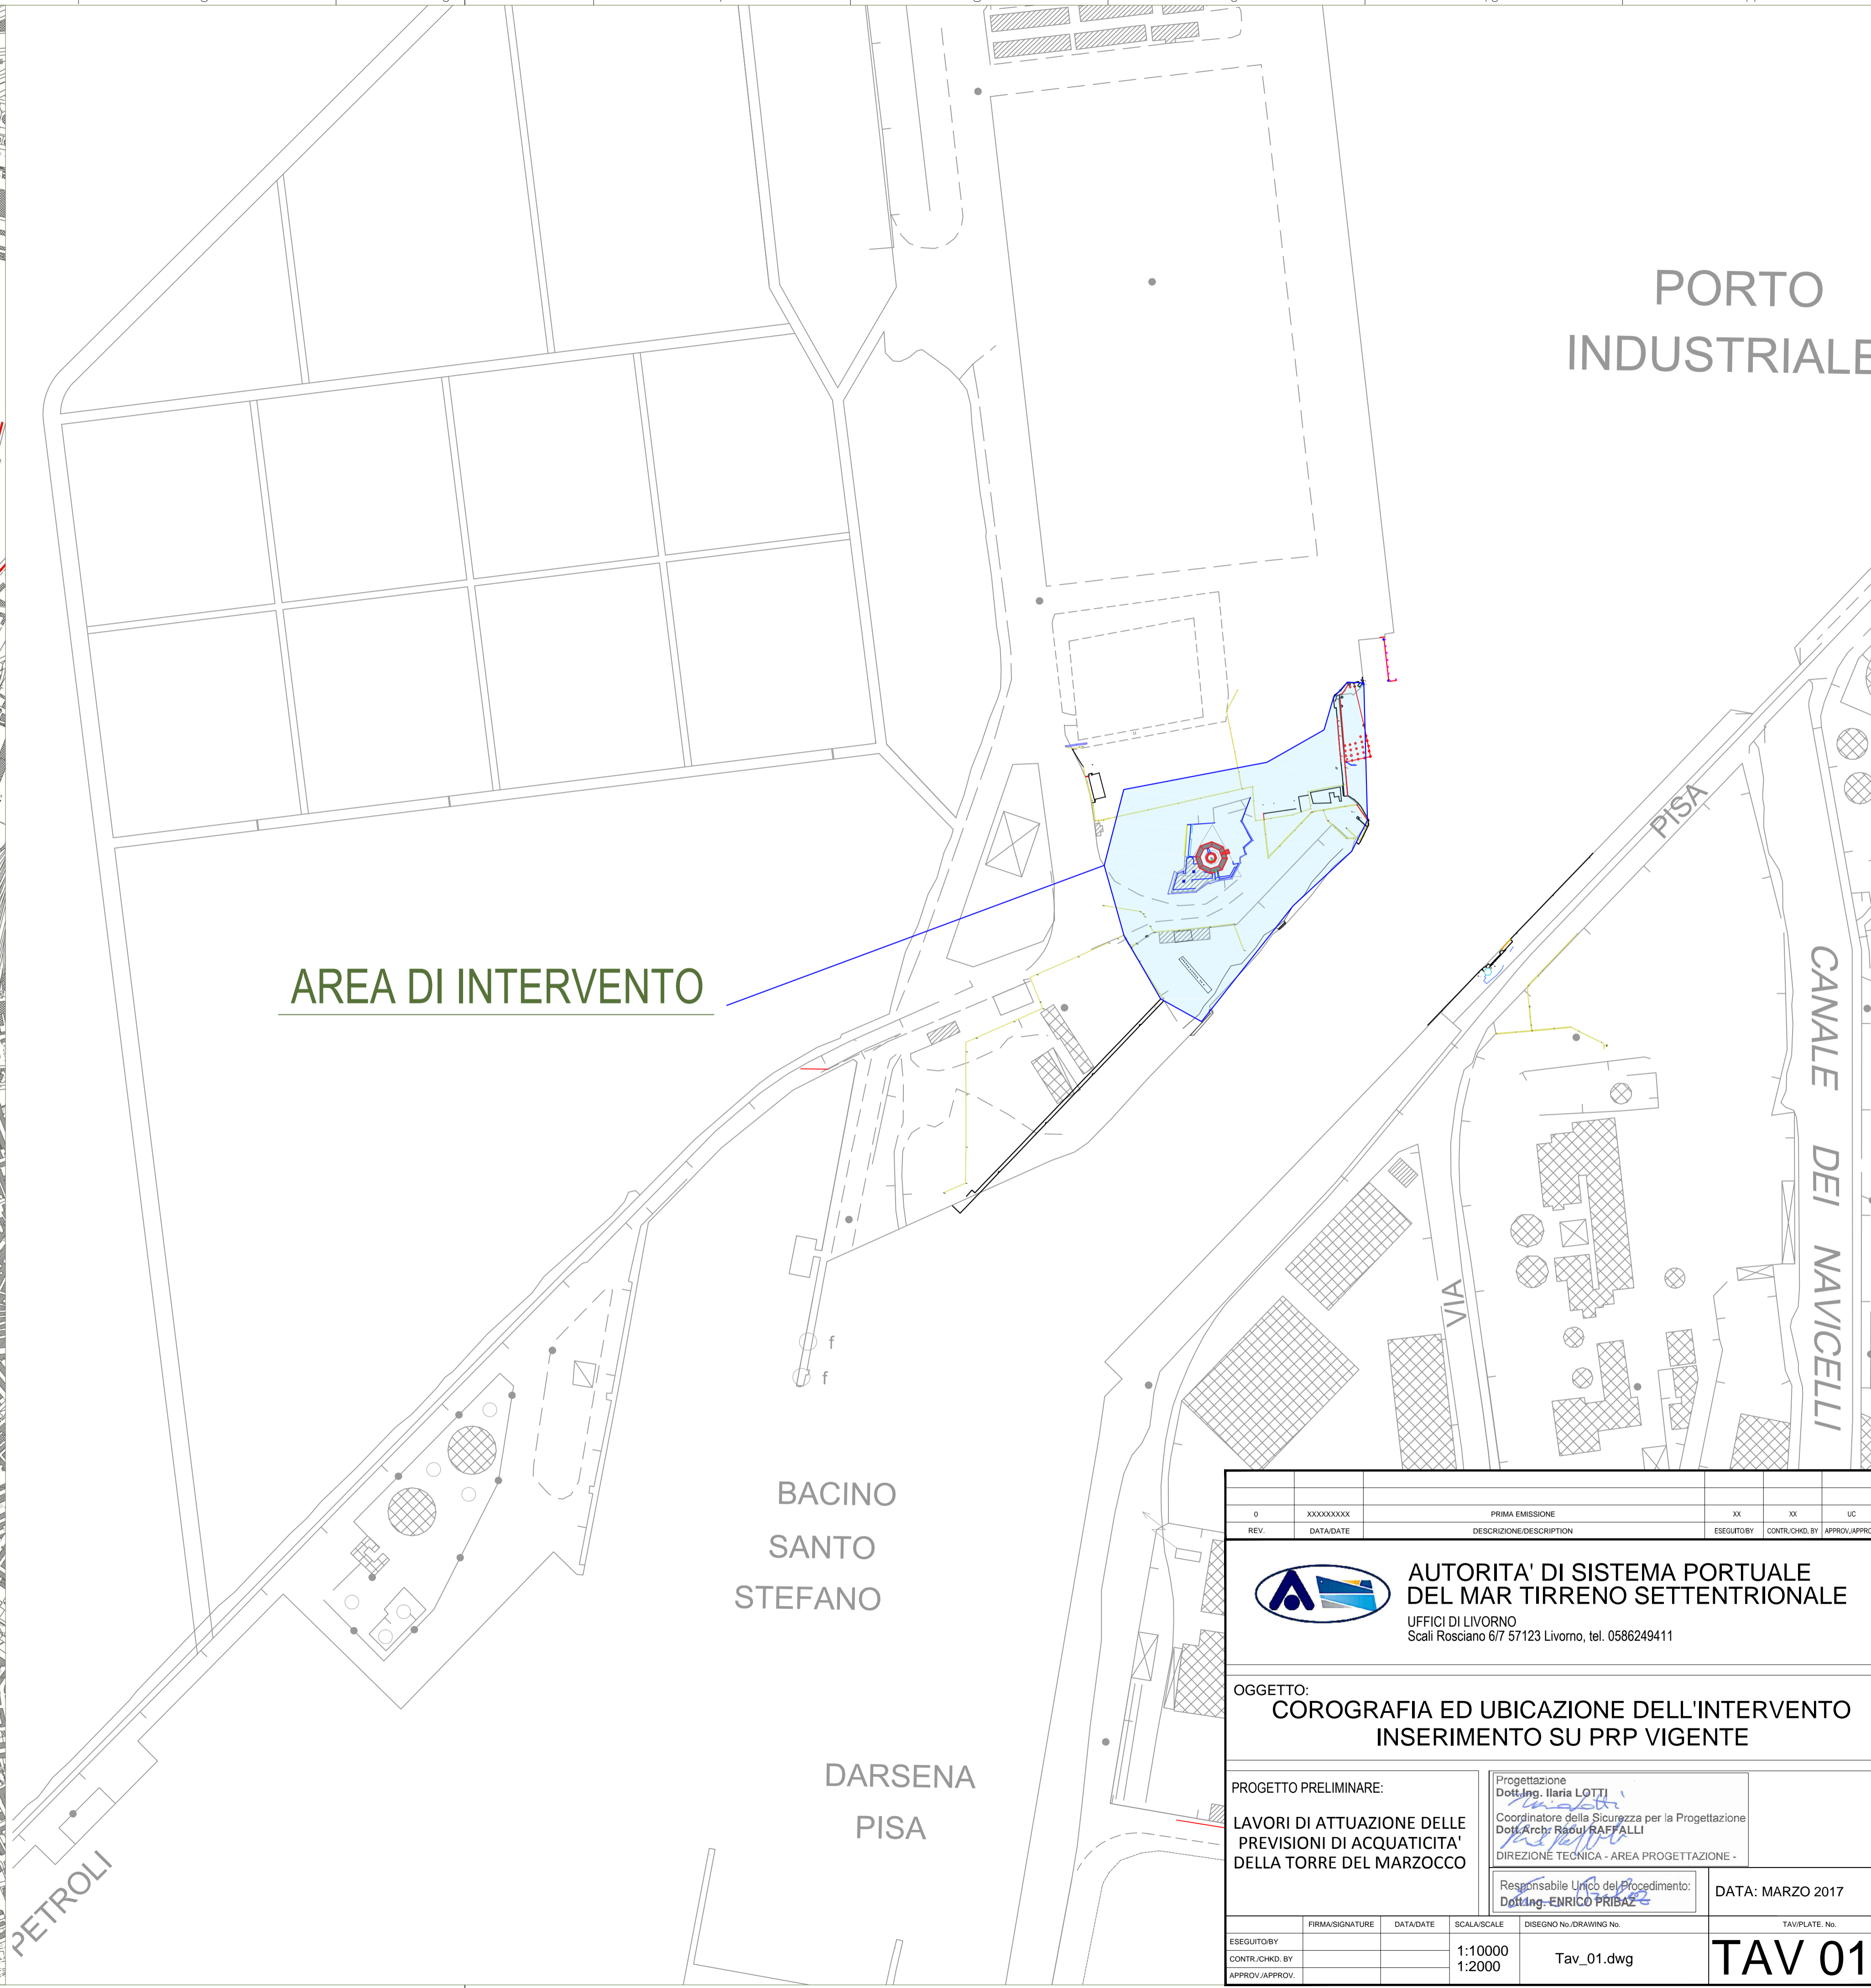 PORTO
INDUSTRIALE
PISA
AREA DI INTERVENTO
CANALE DEI NAVICELLI
VIA
f
f
BACINO
SANTO
STEFANO
DARSENA
PISA
PETROLI
0 XXXXXXXXX PRIMA EMISSIONE XX XX UC
REV. DATA/DATE DESCRIZIONE/DESCRIPTION ESEGUITO/BY CONTR./CHKD. BY APPROV./APPRO
AUTORITA' DI SISTEMA PORTUALE
DEL MAR TIRRENO SETTENTRIONALE
UFFICI DI LIVORNO
Scali Rosciano 6/7 57123 Livorno, tel. 0586249411
OGGETTO:
COROGRAFIA ED UBICAZIONE DELL'INTERVENTO
INSERIMENTO SU PRP VIGENTE
PROGETTO PRELIMINARE:
LAVORI DI ATTUAZIONE DELLE
PREVISIONI DI ACQUATICITA'
DELLA TORRE DEL MARZOCCO
Progettazione
Dott.Ing. Ilaria LOTTI
Coordinatore della Sicurezza per la Progettazione
Dott.Arch. Raoul RAFFALLI
DIREZIONE TECNICA - AREA PROGETTAZIONE -
Responsabile Unico del Procedimento:
Dott.Ing. ENRICO PRIBAZ
DATA: MARZO 2017
FIRMA/SIGNATURE DATA/DATE SCALA/SCALE DISEGNO No./DRAWING No. TAV/PLATE. No.
ESEGUITO/BY
CONTR./CHKD. BY
APPROV./APPROV.
1:10000
1:2000
Tav_01.dwg
TAV 01